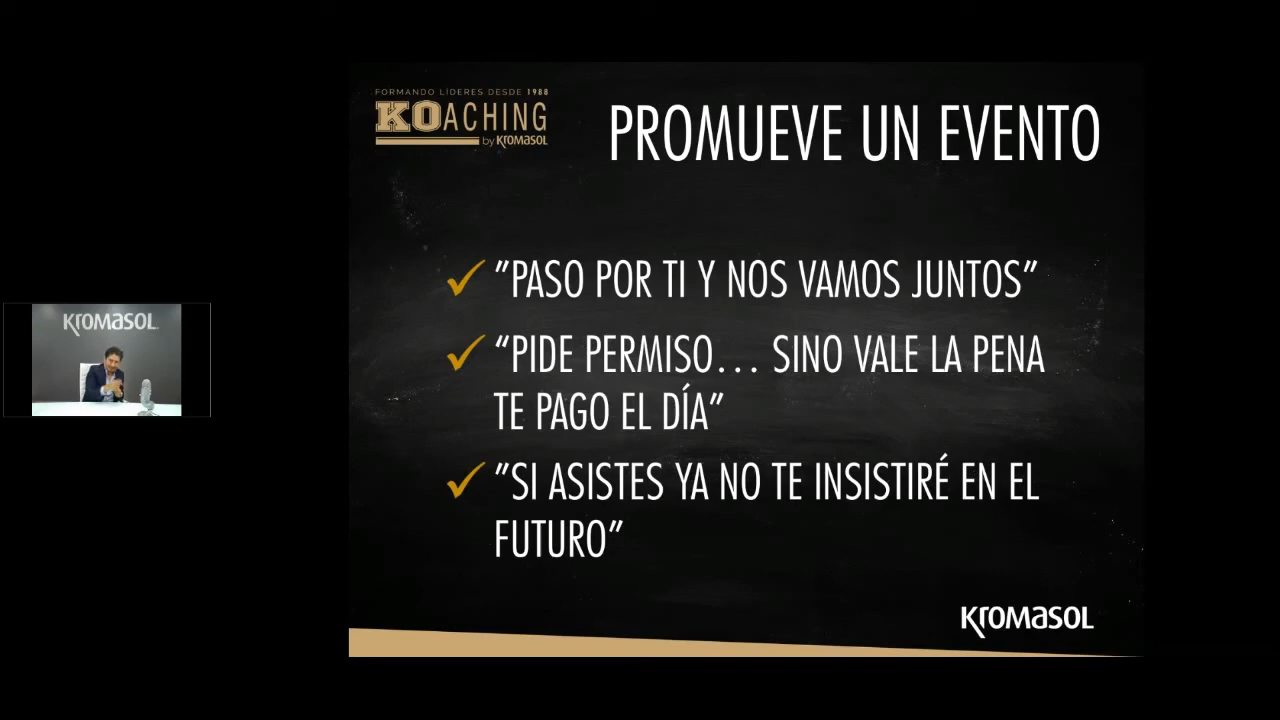 FORMANDO LÍDERES DESDE 1988
KOACHING
by KROMASOL
PROMUEVE UN EVENTO
”PASO POR TI Y NOS VAMOS JUNTOS”
“PIDE PERMISO... SINO VALE LA PENA
TE PAGO EL DÍA”
”SI ASISTES YA NO TE INSISTIRÉ EN EL
FUTURO”
KROMASOL
KROMASOL